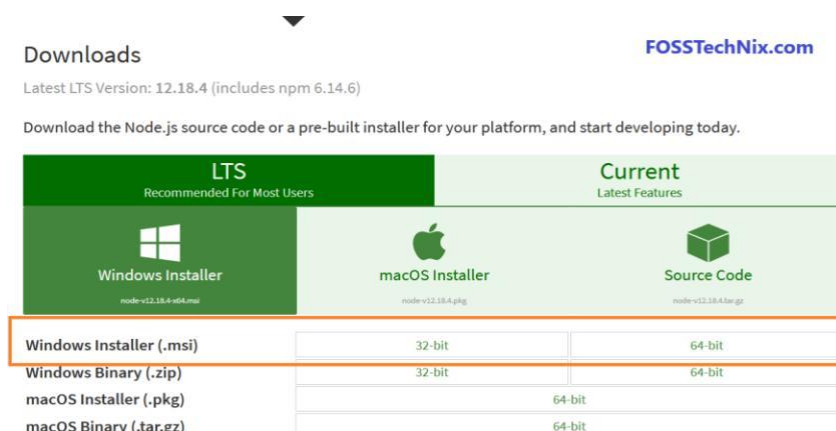 FOSSTechNix.com
Downloads
Latest LTS Version: 12.18.4 (includes npm 6.14.6)
Download the Node.js source code or a pre-built installer for your platform, and start developing today.
LTS
Recommended For Most Users
Current
Latest Features
Windows Installer
node-v12.18.4-x64.msi
macOS Installer
node-v12.18.4.pkg
Source Code
node-v12.18.4.tar.gz
Windows Installer (.msi) 32-bit 64-bit
Windows Binary (.zip) 32-bit 64-bit
macOS Installer (.pkg) 64-bit
macOS Binary (.tar.gz) 64-bit